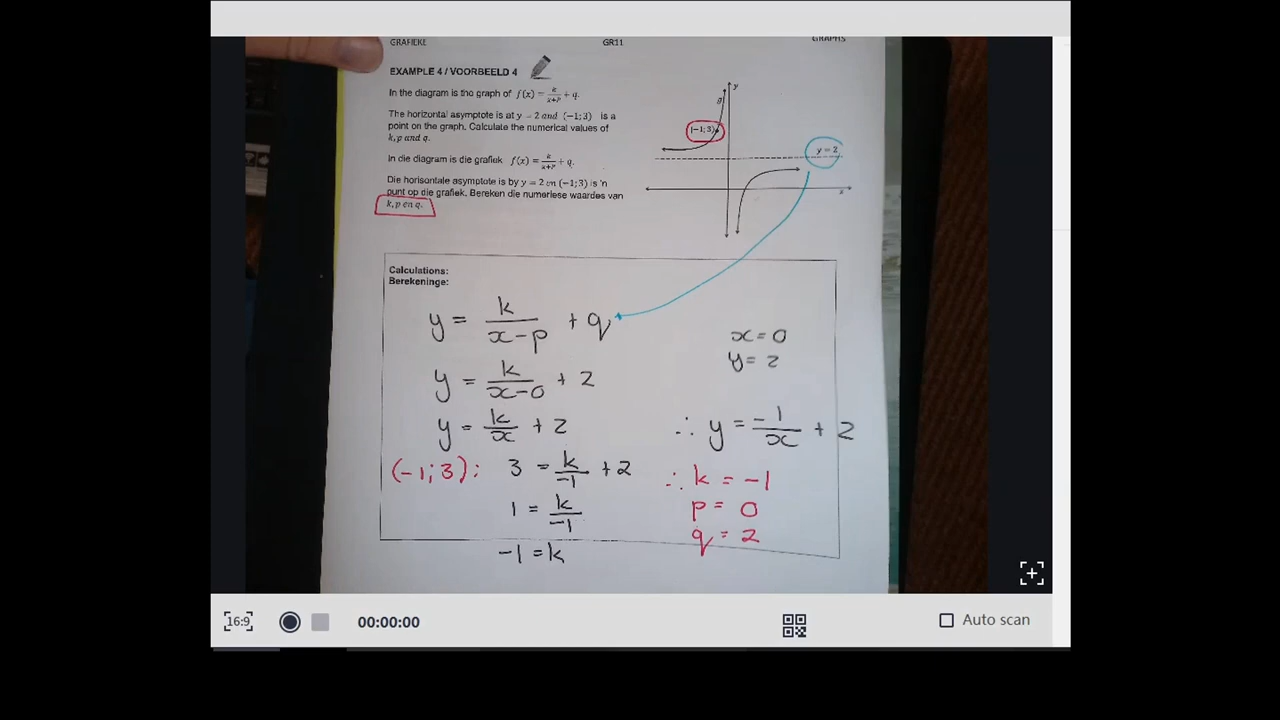 GRAFIEKE GR11 GRAPHS
EXAMPLE 4 / VOORBEELD 4
In the diagram is the graph of f(x) = k/(x+p) + q.
The horizontal asymptote is at y = 2 and (−1; 3) is a
point on the graph. Calculate the numerical values of
k, p and q.
In die diagram is die grafiek f(x) = k/(x+p) + q.
Die horisontale asymptote is by y = 2 en (−1; 3) is 'n
punt op die grafiek. Bereken die numeriese waardes van
k, p en q.
y
g
(−1; 3)
y = 2
x
Calculations:
Berekeninge:
y = k/(x−p) + q
y = k/(x−0) + 2
y = k/x + 2
(−1;3): 3 = k/−1 + 2
1 = k/−1
−1 = k
x = 0
y = 2
∴ y = −1/x + 2
∴ k = −1
p = 0
q = 2
16:9 00:00:00 Auto scan